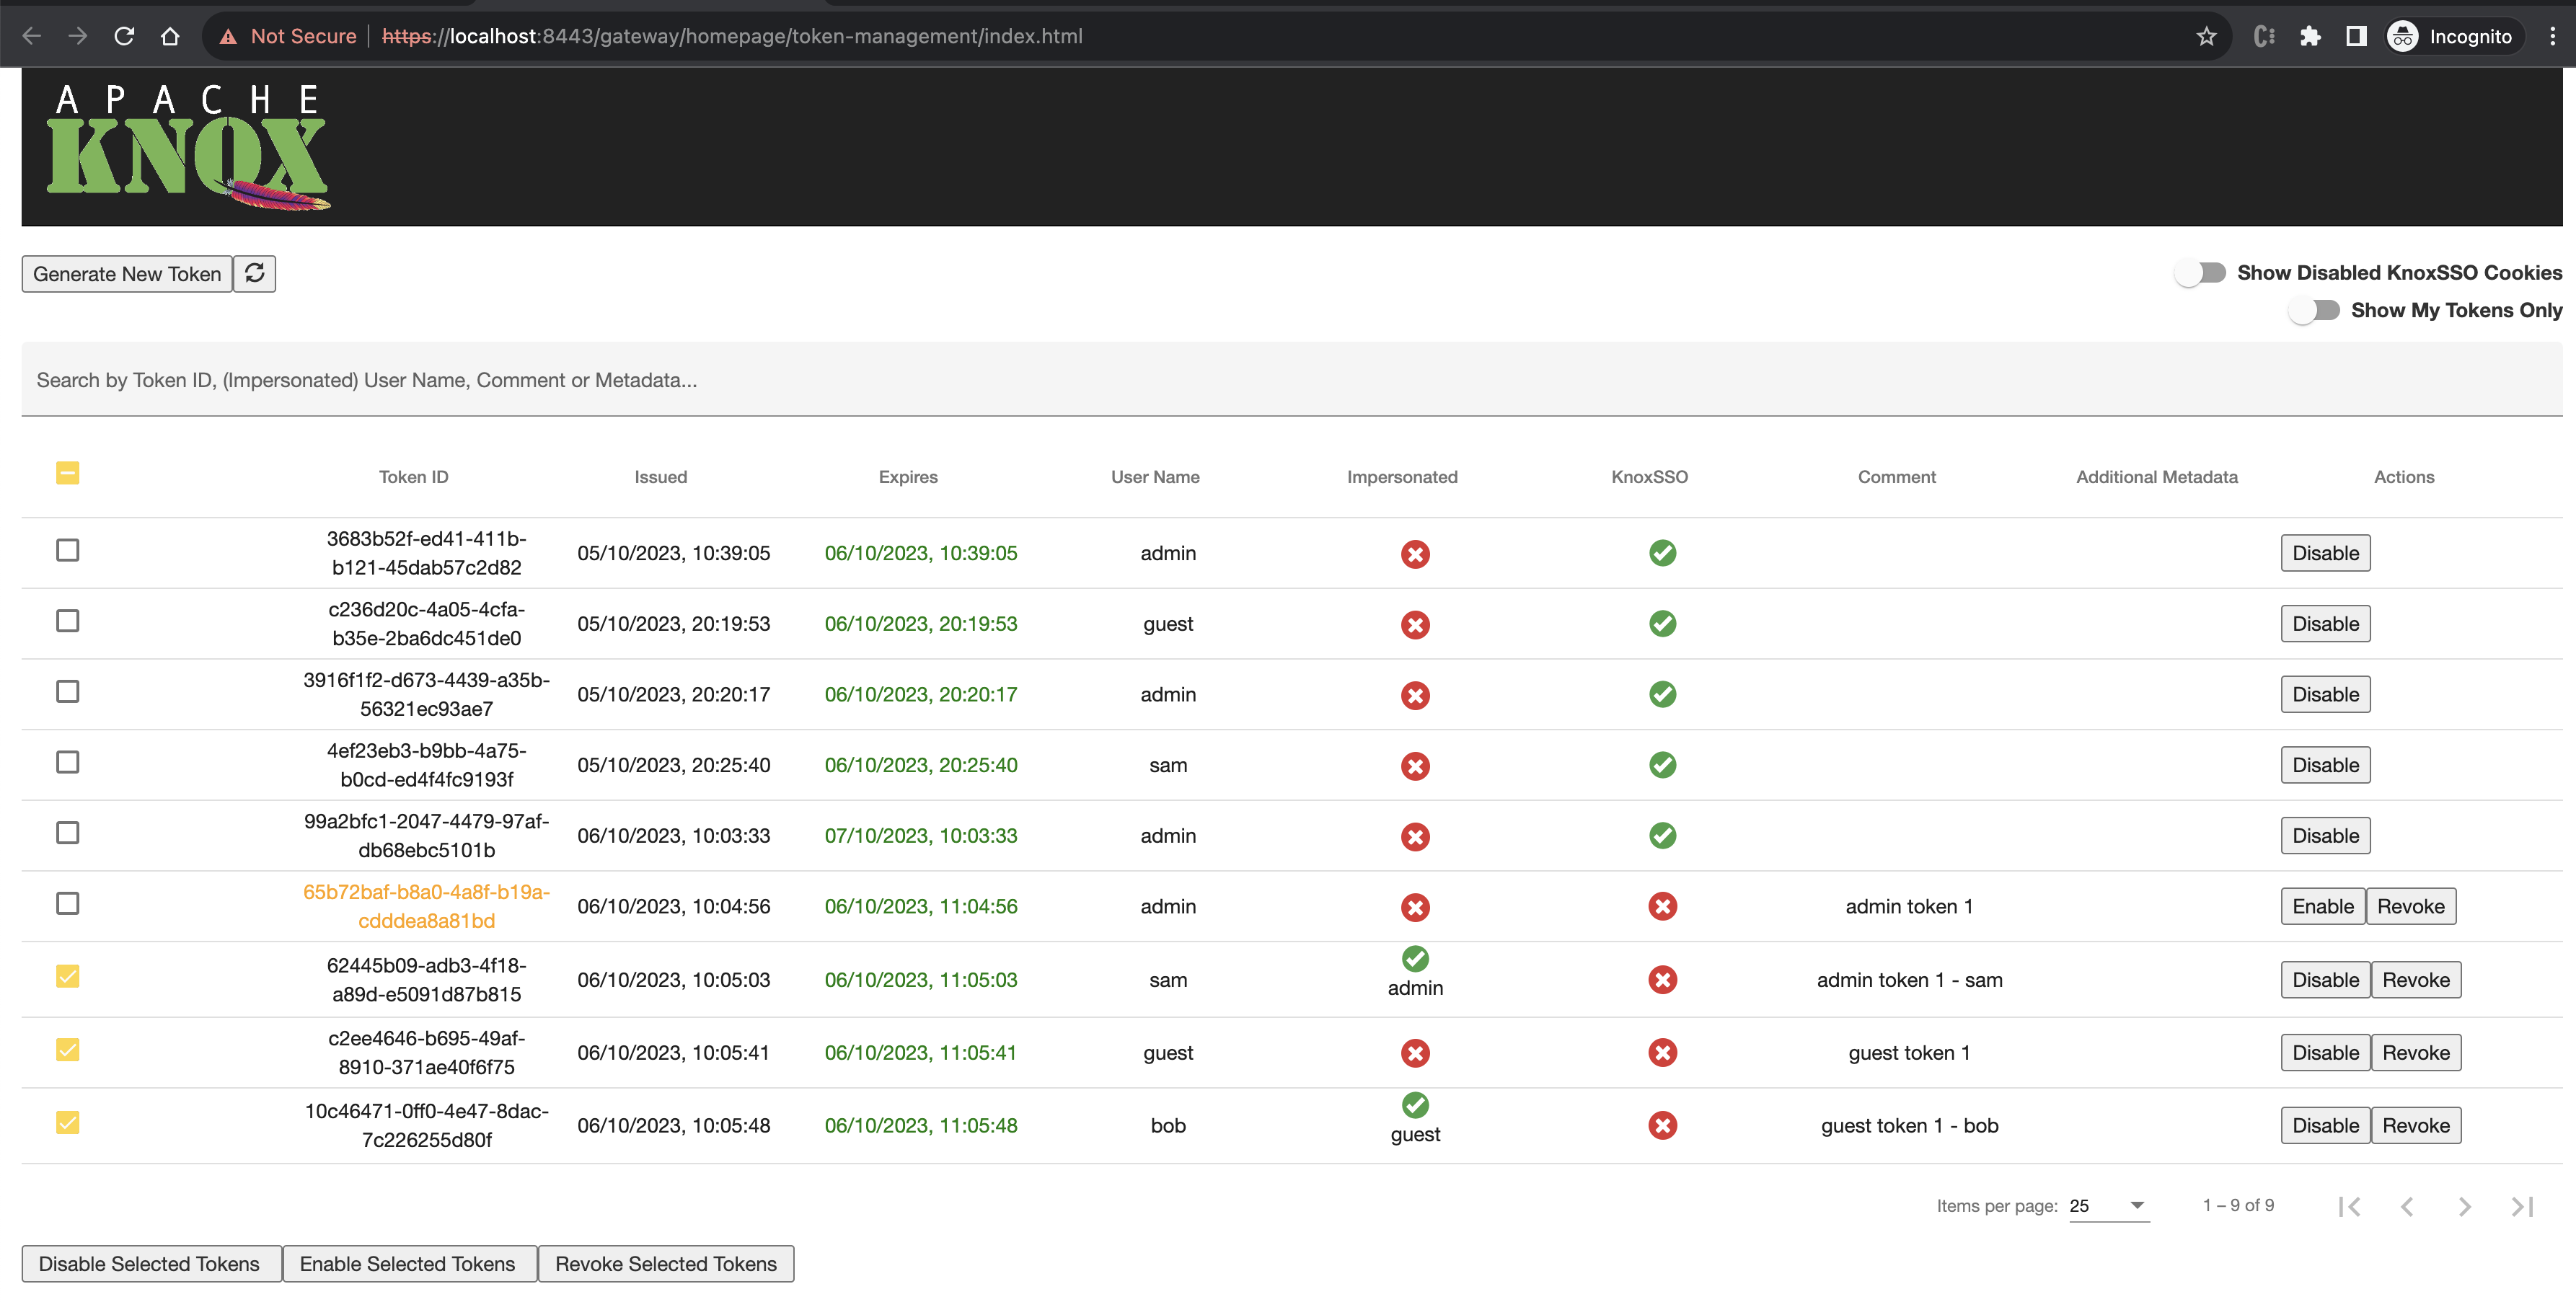 Not Secure https://localhost:8443/gateway/homepage/token-management/index.html Incognito
APACHE
KNOX
Generate New Token
Show Disabled KnoxSSO Cookies
Show My Tokens Only
Search by Token ID, (Impersonated) User Name, Comment or Metadata...
Token ID Issued Expires User Name Impersonated KnoxSSO Comment Additional Metadata Actions
3683b52f-ed41-411b-
b121-45dab57c2d82 05/10/2023, 10:39:05 06/10/2023, 10:39:05 admin Disable
c236d20c-4a05-4cfa-
b35e-2ba6dc451de0 05/10/2023, 20:19:53 06/10/2023, 20:19:53 guest Disable
3916f1f2-d673-4439-a35b-
56321ec93ae7 05/10/2023, 20:20:17 06/10/2023, 20:20:17 admin Disable
4ef23eb3-b9bb-4a75-
b0cd-ed4f4fc9193f 05/10/2023, 20:25:40 06/10/2023, 20:25:40 sam Disable
99a2bfc1-2047-4479-97af-
db68ebc5101b 06/10/2023, 10:03:33 07/10/2023, 10:03:33 admin Disable
65b72baf-b8a0-4a8f-b19a-
cdddea8a81bd 06/10/2023, 10:04:56 06/10/2023, 11:04:56 admin admin token 1 Enable Revoke
62445b09-adb3-4f18-
a89d-e5091d87b815 06/10/2023, 10:05:03 06/10/2023, 11:05:03 sam admin admin token 1 - sam Disable Revoke
c2ee4646-b695-49af-
8910-371ae40f6f75 06/10/2023, 10:05:41 06/10/2023, 11:05:41 guest guest token 1 Disable Revoke
10c46471-0ff0-4e47-8dac-
7c226255d80f 06/10/2023, 10:05:48 06/10/2023, 11:05:48 bob guest guest token 1 - bob Disable Revoke
Items per page: 25 1 – 9 of 9
Disable Selected Tokens Enable Selected Tokens Revoke Selected Tokens